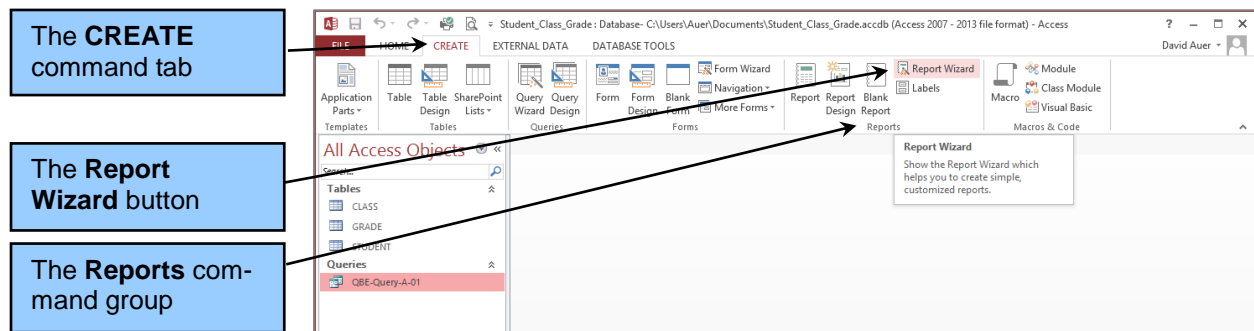 The CREATE
command tab
The Report
Wizard button
The Reports com-
mand group
Student_Class_Grade : Database- C:\Users\Auer\Documents\Student_Class_Grade.accdb (Access 2007 - 2013 file format) - Access
?
FILE HOME CREATE EXTERNAL DATA DATABASE TOOLS
David Auer
Application
Parts
Table
Table
Design
SharePoint
Lists
Query
Wizard
Query
Design
Form
Form
Design
Blank
Form
Form Wizard
Navigation
More Forms
Report
Report
Design
Blank
Report
Report Wizard
Labels
Macro
Module
Class Module
Visual Basic
Templates
Tables
Queries
Forms
Reports
Macros & Code
All Access Objects
Search...
Tables
CLASS
GRADE
STUDENT
Queries
QBE-Query-A-01
Report Wizard
Show the Report Wizard which
helps you to create simple,
customized reports.